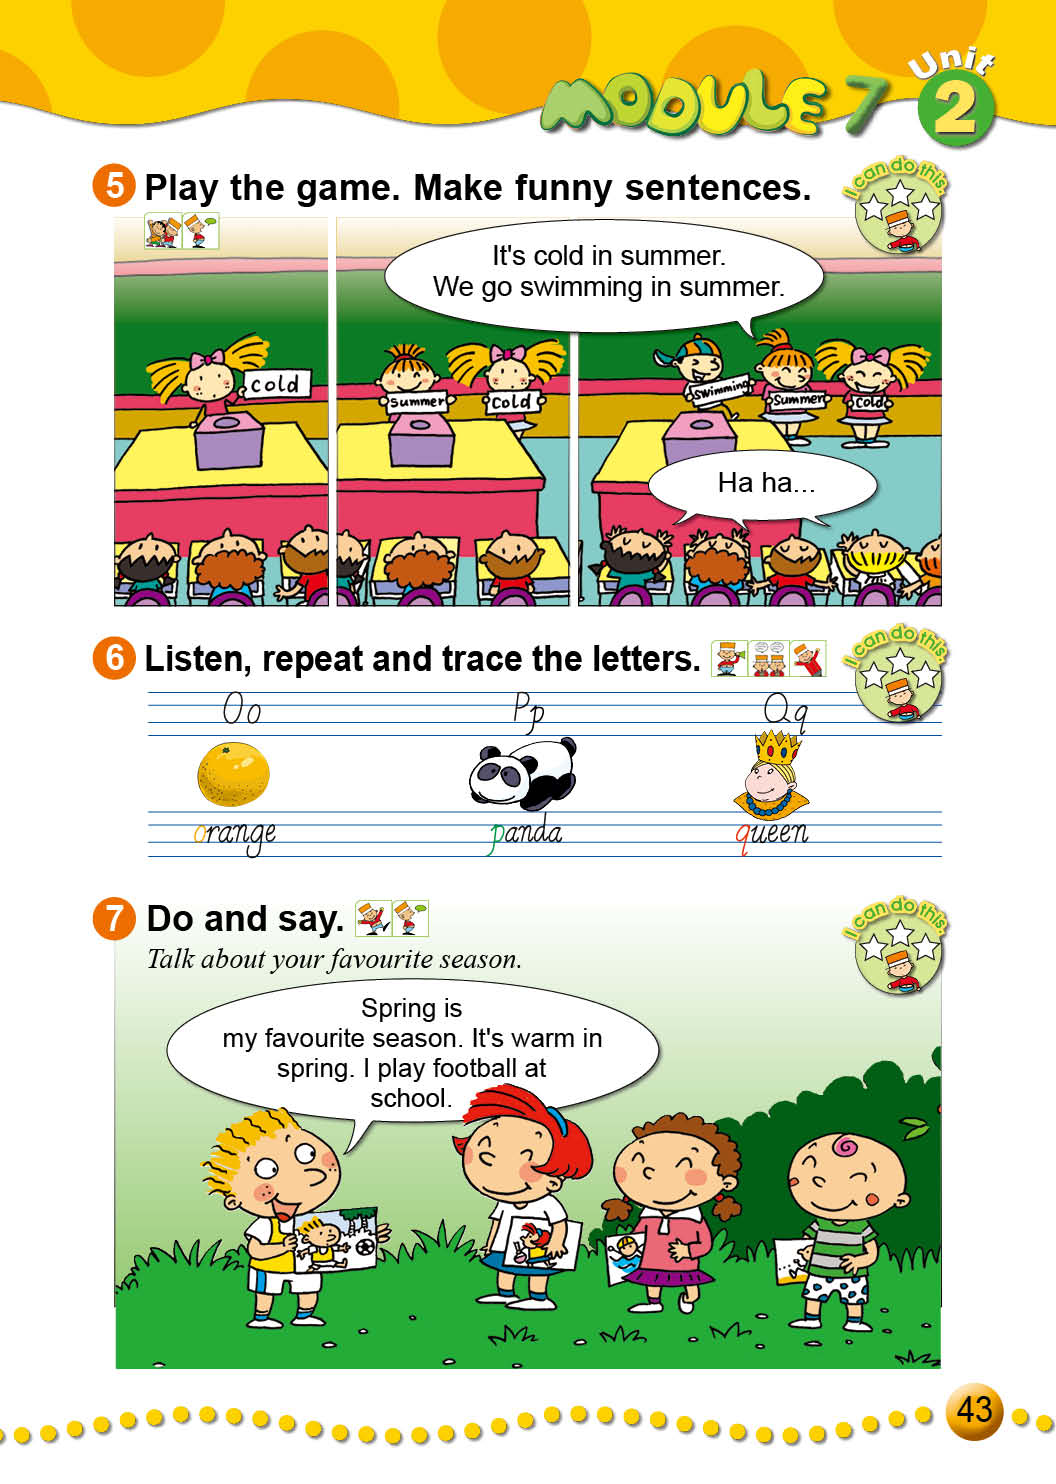 MODULE 7
Unit
2
5 Play the game. Make funny sentences.
I can do this.
It's cold in summer.
We go swimming in summer.
Cold
Summer
Cold
Swimming
Summer
Cold
Ha ha...
6 Listen, repeat and trace the letters.
I can do this.
Oo Pp Qq
orange panda queen
7 Do and say.
I can do this.
Talk about your favourite season.
Spring is
my favourite season. It's warm in
spring. I play football at
school.
43